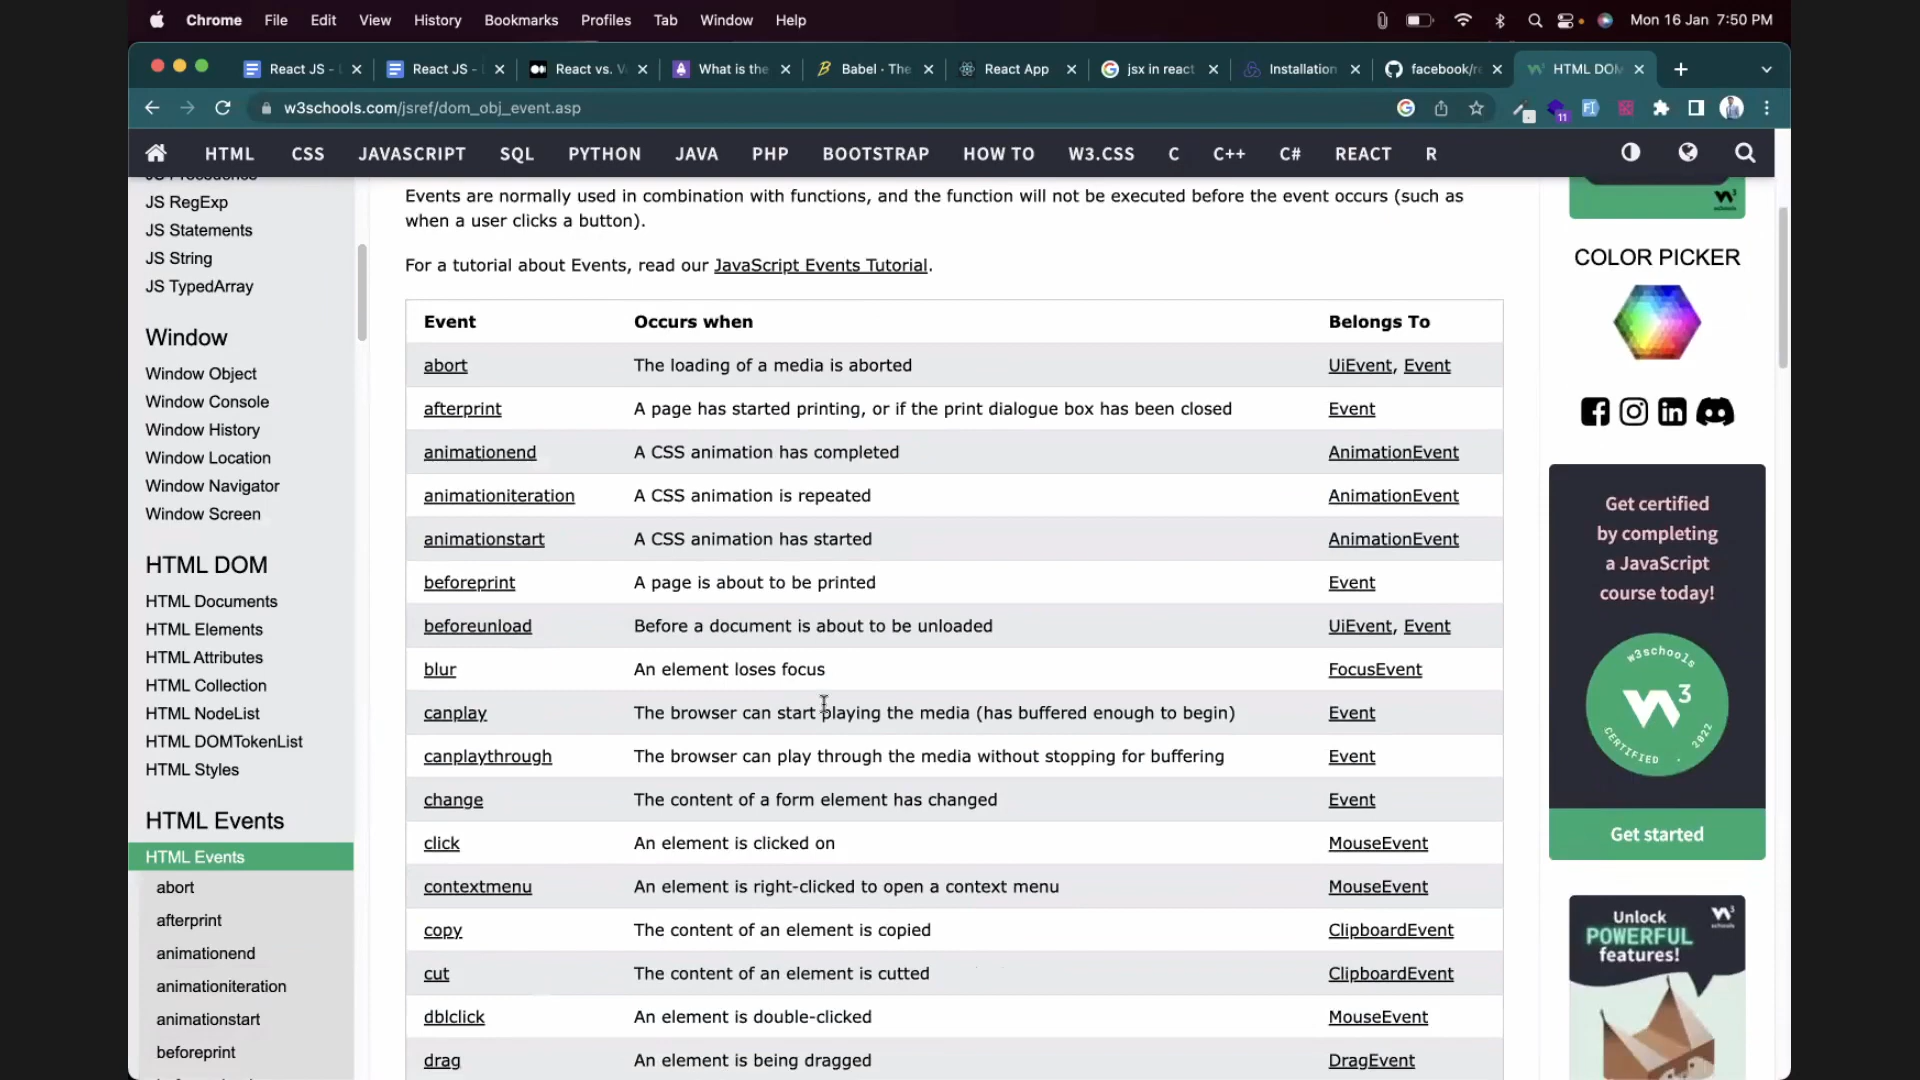 Chrome File Edit View History Bookmarks Profiles Tab Window Help Mon 16 Jan 7:50 PM
React JS - React JS - React vs. V What is the Babel · The React App jsx in react Installation facebook/re HTML DOM
w3schools.com/jsref/dom_obj_event.asp 11
HTML CSS JAVASCRIPT SQL PYTHON JAVA PHP BOOTSTRAP HOW TO W3.CSS C C++ C# REACT R
JS RegExp
JS Statements
JS String
JS TypedArray
Window
Window Object
Window Console
Window History
Window Location
Window Navigator
Window Screen
HTML DOM
HTML Documents
HTML Elements
HTML Attributes
HTML Collection
HTML NodeList
HTML DOMTokenList
HTML Styles
HTML Events
HTML Events
abort
afterprint
animationend
animationiteration
animationstart
beforeprint
Events are normally used in combination with functions, and the function will not be executed before the event occurs (such as
when a user clicks a button).
For a tutorial about Events, read our JavaScript Events Tutorial.
Event Occurs when Belongs To
abort The loading of a media is aborted UiEvent, Event
afterprint A page has started printing, or if the print dialogue box has been closed Event
animationend A CSS animation has completed AnimationEvent
animationiteration A CSS animation is repeated AnimationEvent
animationstart A CSS animation has started AnimationEvent
beforeprint A page is about to be printed Event
beforeunload Before a document is about to be unloaded UiEvent, Event
blur An element loses focus FocusEvent
canplay The browser can start playing the media (has buffered enough to begin) Event
canplaythrough The browser can play through the media without stopping for buffering Event
change The content of a form element has changed Event
click An element is clicked on MouseEvent
contextmenu An element is right-clicked to open a context menu MouseEvent
copy The content of an element is copied ClipboardEvent
cut The content of an element is cutted ClipboardEvent
dblclick An element is double-clicked MouseEvent
drag An element is being dragged DragEvent
COLOR PICKER
Get certified
by completing
a JavaScript
course today!
w3schools
CERTIFIED . 2022
Get started
Unlock
POWERFUL
features!